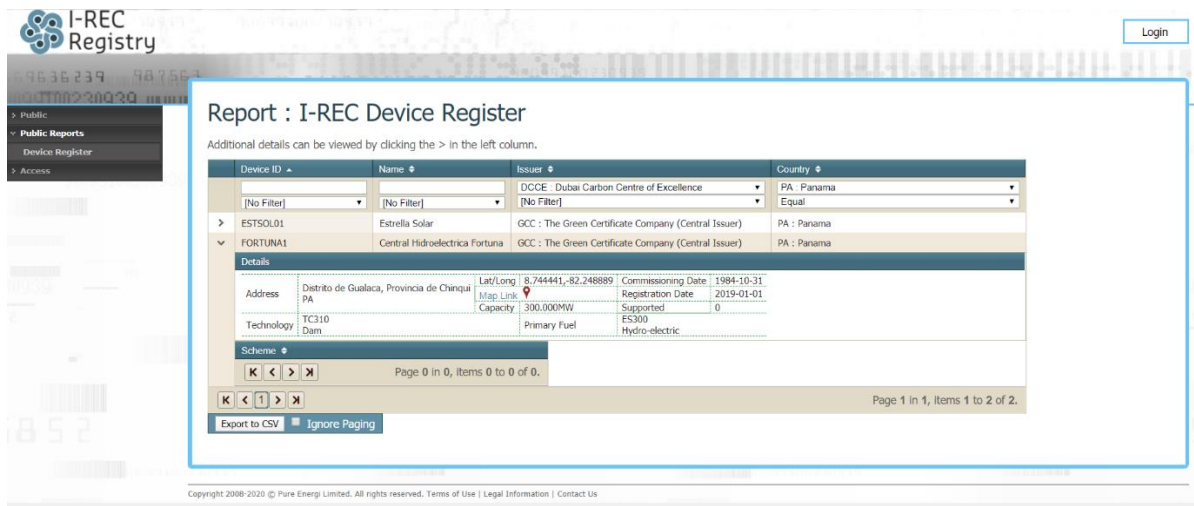 I-REC
Registry
Login
> Public
Public Reports
Device Register
> Access
Report : I-REC Device Register
Additional details can be viewed by clicking the > in the left column.
Device ID Name Issuer Country
DCCE : Dubai Carbon Centre of Excellence PA : Panama
[No Filter] [No Filter] [No Filter] Equal
ESTSOL01 Estrella Solar GCC : The Green Certificate Company (Central Issuer) PA : Panama
FORTUNA1 Central Hidroelectrica Fortuna GCC : The Green Certificate Company (Central Issuer) PA : Panama
Details
Address Distrito de Gualaca, Provincia de Chinqui PA Lat/Long 8.744441,-82.248889 Commissioning Date 1984-10-31
Map Link Registration Date 2019-01-01
Capacity 300.000MW Supported 0
Technology TC310 Dam Primary Fuel ES300 Hydro-electric
Scheme
K < > K Page 0 in 0, items 0 to 0 of 0.
K < 1 > K Page 1 in 1, items 1 to 2 of 2.
Export to CSV Ignore Paging
Copyright 2008-2020 © Pure Energi Limited. All rights reserved. Terms of Use | Legal Information | Contact Us